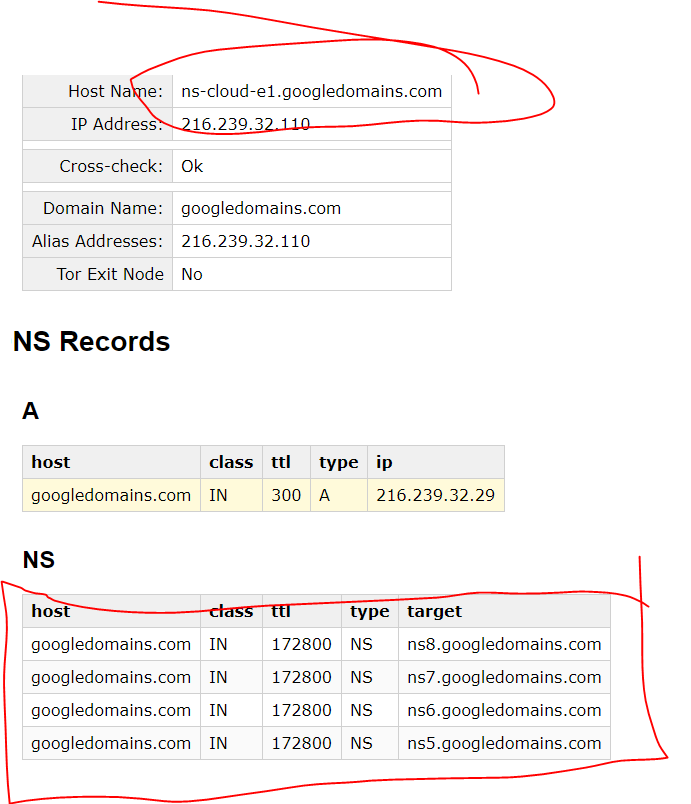 Host Name: ns-cloud-e1.googledomains.com
IP Address: 216.239.32.110
Cross-check: Ok
Domain Name: googledomains.com
Alias Addresses: 216.239.32.110
Tor Exit Node No
NS Records
A
host class ttl type ip
googledomains.com IN 300 A 216.239.32.29
NS
host class ttl type target
googledomains.com IN 172800 NS ns8.googledomains.com
googledomains.com IN 172800 NS ns7.googledomains.com
googledomains.com IN 172800 NS ns6.googledomains.com
googledomains.com IN 172800 NS ns5.googledomains.com